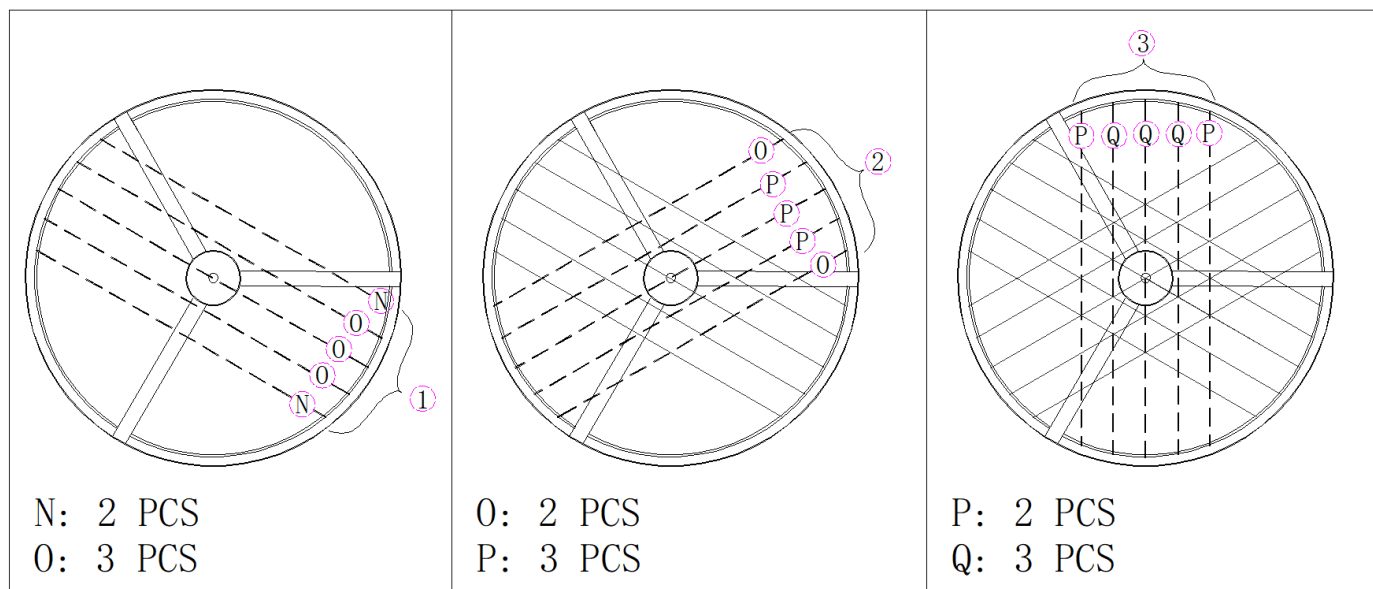 N
O
O
O
N
①
N: 2 PCS
O: 3 PCS
O
P
P
P
O
②
O: 2 PCS
P: 3 PCS
③
P Q Q Q P
P: 2 PCS
Q: 3 PCS